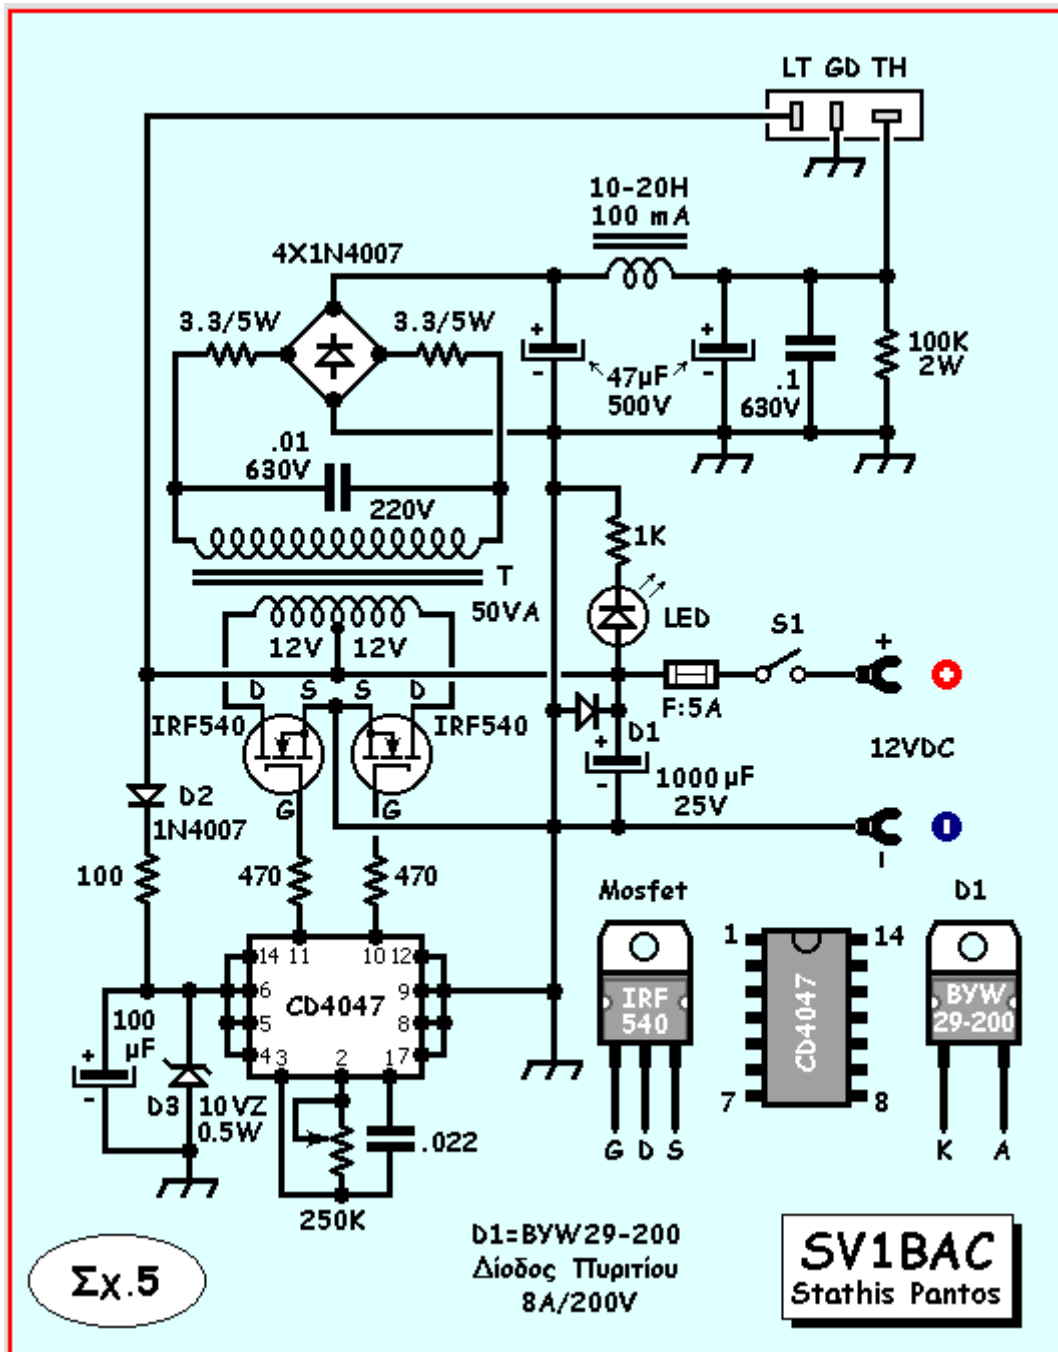 LT GD TH
10-20H
100 mA
4X1N4007
3.3/5W
3.3/5W
+
-
47µF
500V
+
-
.1
630V
100K
2W
.01
630V
220V
1K
T
50VA
12V
12V
LED
S1
+
F:5A
D
S
S
D
IRF540
IRF540
G
G
D1
+
-
1000 µF
25V
12VDC
-
D2
1N4007
100
470
470
Mosfet
D1
14
11
10
12
6
CD4047
9
5
8
4
3
2
1
7
100
µF
+
-
D3
10VZ
0.5W
.022
250K
IRF
540
G D S
1
14
CD4047
7
8
BYW
29-200
K
A
Σχ.5
D1=BYW29-200
Δίοδος Πυριτίου
8A/200V
SV1BAC
Stathis Pantos